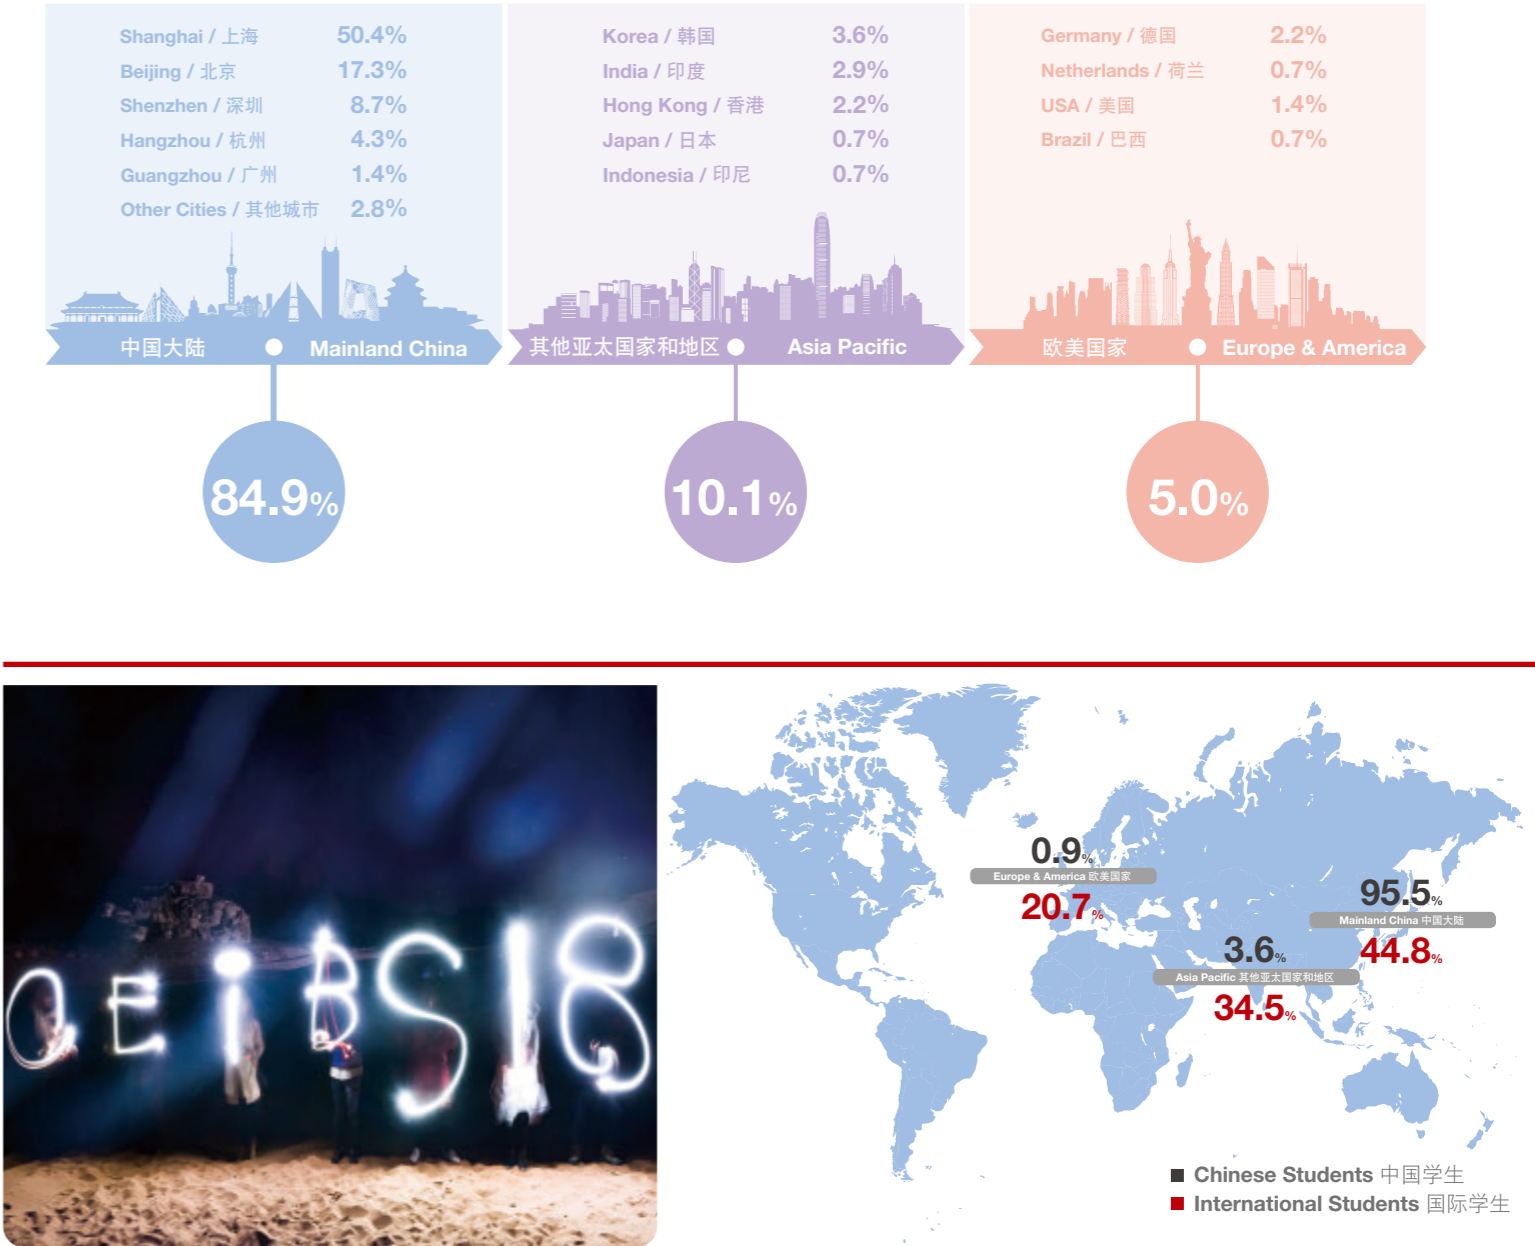 Shanghai / 上海 50.4%
Beijing / 北京 17.3%
Shenzhen / 深圳 8.7%
Hangzhou / 杭州 4.3%
Guangzhou / 广州 1.4%
Other Cities / 其他城市 2.8%
中国大陆 Mainland China
84.9%
Korea / 韩国 3.6%
India / 印度 2.9%
Hong Kong / 香港 2.2%
Japan / 日本 0.7%
Indonesia / 印尼 0.7%
其他亚太国家和地区 Asia Pacific
10.1%
Germany / 德国 2.2%
Netherlands / 荷兰 0.7%
USA / 美国 1.4%
Brazil / 巴西 0.7%
欧美国家 Europe & America
5.0%
CEiBS18
0.9%
Europe & America 欧美国家
20.7%
95.5%
Mainland China 中国大陆
44.8%
3.6%
Asia Pacific 其他亚太国家和地区
34.5%
Chinese Students 中国学生
International Students 国际学生